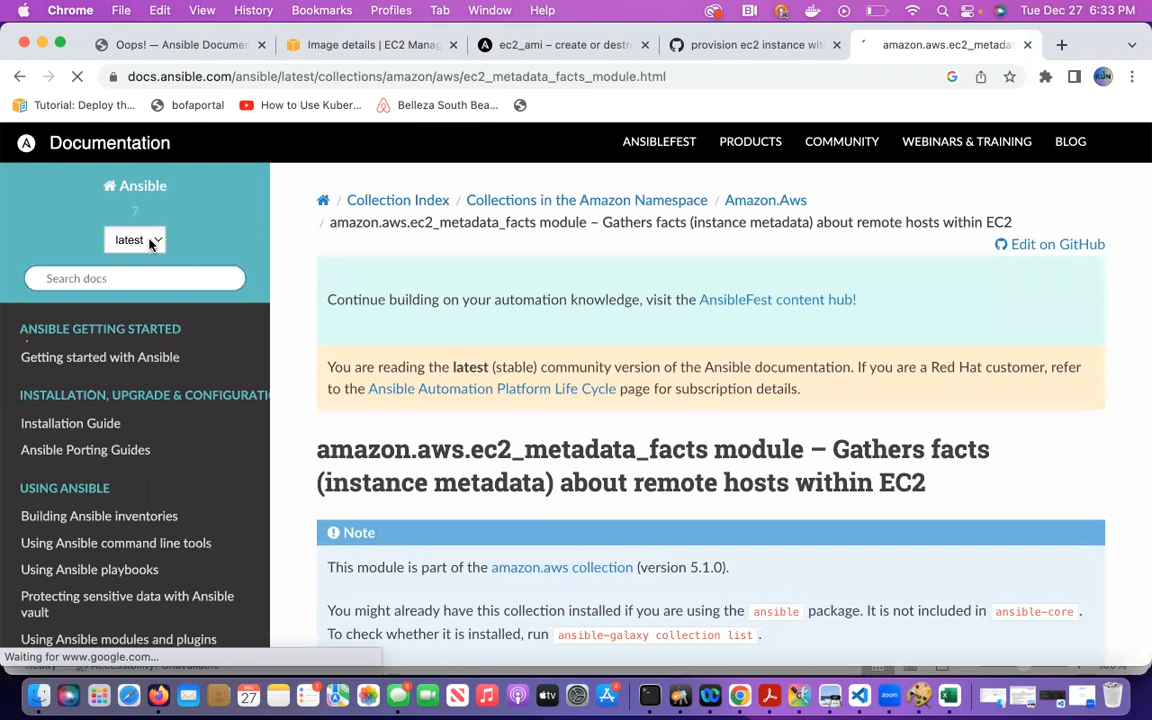 Chrome File Edit View History Bookmarks Profiles Tab Window Help Tue Dec 27 6:33 PM
Oops! — Ansible Documen
Image details | EC2 Manag
ec2_ami – create or destr
provision ec2 instance wit
amazon.aws.ec2_metadat
docs.ansible.com/ansible/latest/collections/amazon/aws/ec2_metadata_facts_module.html
Tutorial: Deploy th...
bofaportal
How to Use Kuber...
Belleza South Bea...
Documentation
ANSIBLEFEST PRODUCTS COMMUNITY WEBINARS & TRAINING BLOG
Ansible
7
latest
Search docs
ANSIBLE GETTING STARTED
Getting started with Ansible
INSTALLATION, UPGRADE & CONFIGURATI
Installation Guide
Ansible Porting Guides
USING ANSIBLE
Building Ansible inventories
Using Ansible command line tools
Using Ansible playbooks
Protecting sensitive data with Ansible
vault
Using Ansible modules and plugins
Waiting for www.google.com...
/ Collection Index / Collections in the Amazon Namespace / Amazon.Aws
/ amazon.aws.ec2_metadata_facts module – Gathers facts (instance metadata) about remote hosts within EC2
Edit on GitHub
Continue building on your automation knowledge, visit the AnsibleFest content hub!
You are reading the latest (stable) community version of the Ansible documentation. If you are a Red Hat customer, refer
to the Ansible Automation Platform Life Cycle page for subscription details.
amazon.aws.ec2_metadata_facts module – Gathers facts
(instance metadata) about remote hosts within EC2
Note
This module is part of the amazon.aws collection (version 5.1.0).
You might already have this collection installed if you are using the ansible package. It is not included in ansible-core .
To check whether it is installed, run ansible-galaxy collection list .